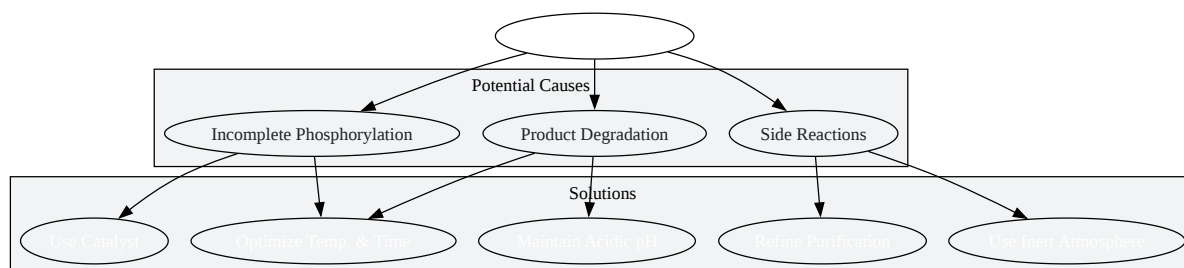 Potential Causes
Incomplete Phosphorylation
Product Degradation
Side Reactions
Solutions
Use Catalyst
Optimize Temp. & Time
Maintain Acidic pH
Refine Purification
Use Inert Atmosphere